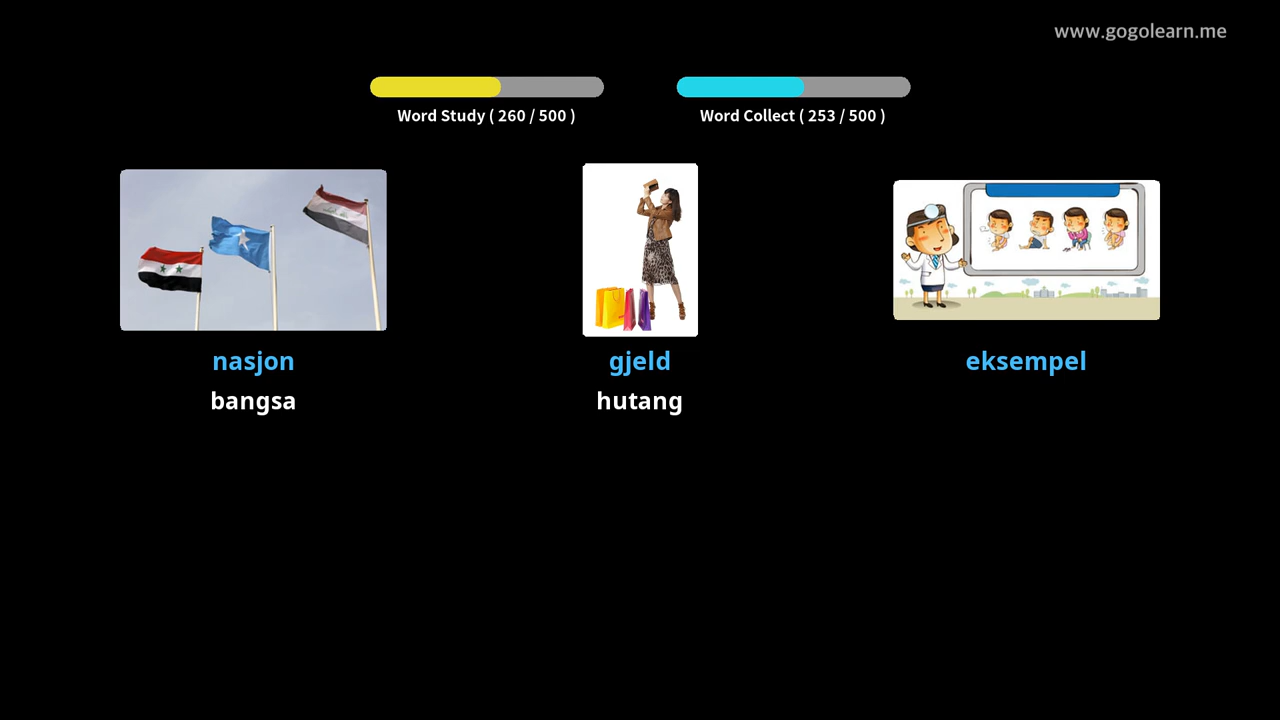 www.gogolearn.me
Word Study ( 260 / 500 )
Word Collect ( 253 / 500 )
nasjon
gjeld
eksempel
bangsa
hutang